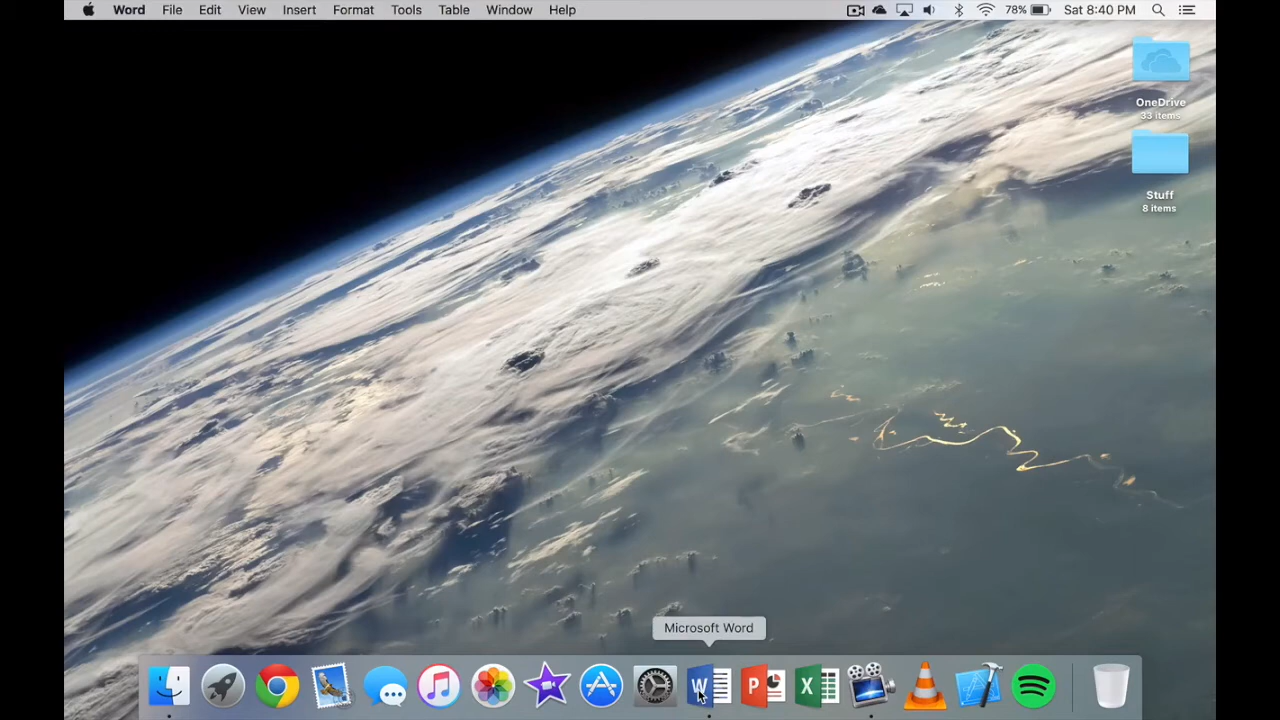 Word File Edit View Insert Format Tools Table Window Help 78% Sat 8:40 PM
OneDrive
33 items
Stuff
8 items
Microsoft Word